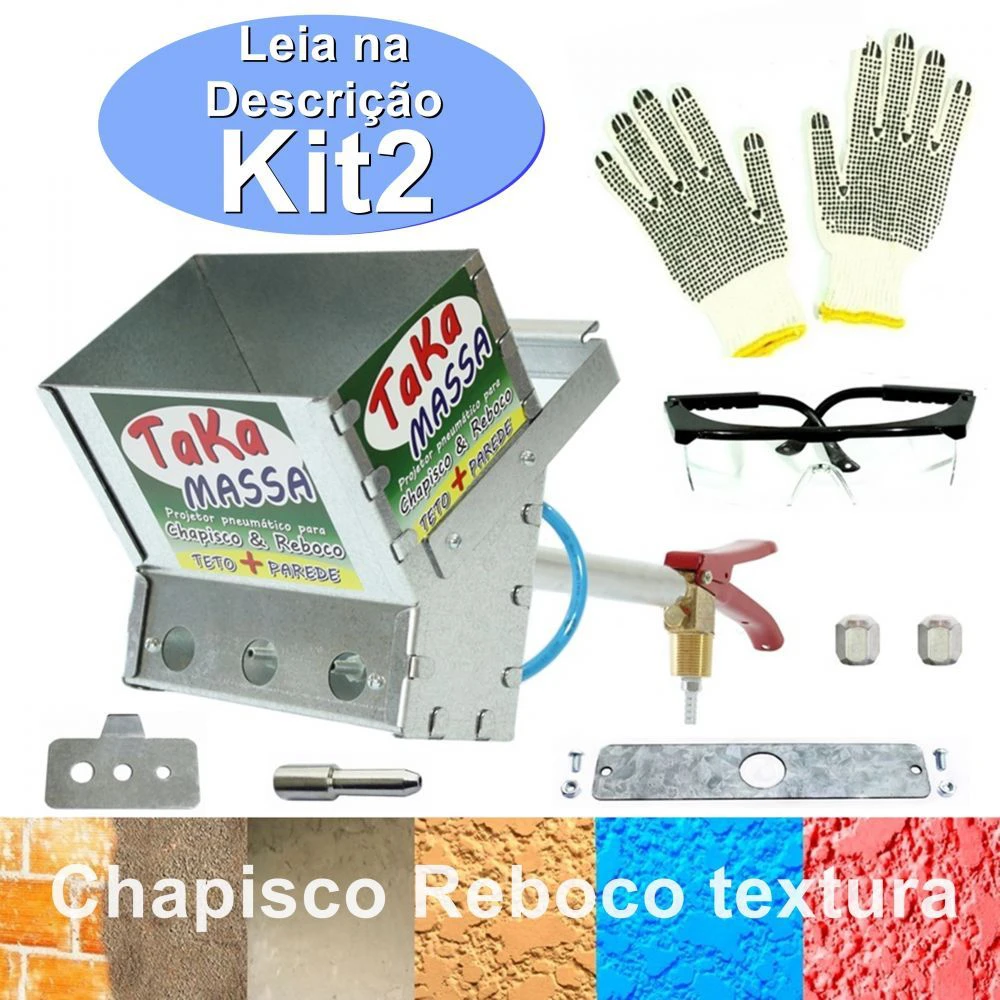 Leia na
Descrição
Kit2
TaKa
MASSA
Projetor pneumático para
Chapisco & Reboco
TETO + PAREDE
TaKa
MASSA
Projetor pneumático para
Chapisco & Reboco
TETO + PAREDE
Chapisco Reboco textura